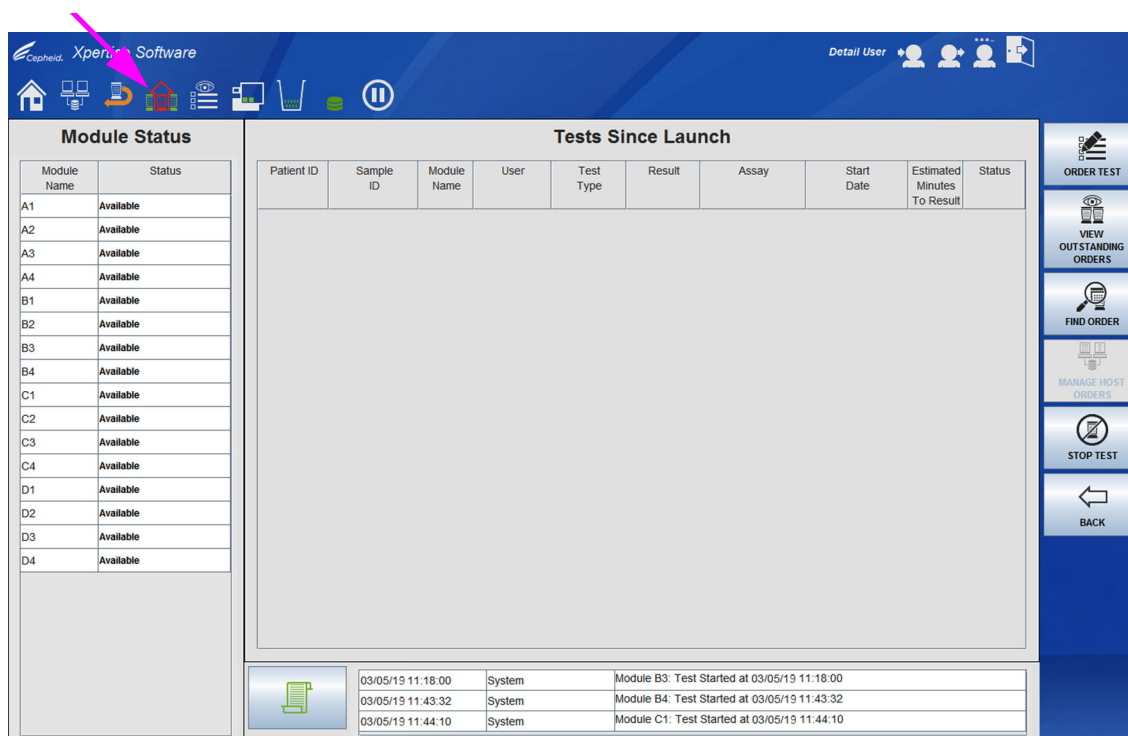 Cepheid. Xpertise Software
Detail User
Module Status
Tests Since Launch
Module
Name
Status
Patient ID
Sample
ID
Module
Name
User
Test
Type
Result
Assay
Start
Date
Estimated
Minutes
To Result
Status
A1 Available
A2 Available
A3 Available
A4 Available
B1 Available
B2 Available
B3 Available
B4 Available
C1 Available
C2 Available
C3 Available
C4 Available
D1 Available
D2 Available
D3 Available
D4 Available
ORDER TEST
VIEW
OUTSTANDING
ORDERS
FIND ORDER
MANAGE HOST
ORDERS
STOP TEST
BACK
03/05/19 11:18:00 System Module B3: Test Started at 03/05/19 11:18:00
03/05/19 11:43:32 System Module B4: Test Started at 03/05/19 11:43:32
03/05/19 11:44:10 System Module C1: Test Started at 03/05/19 11:44:10